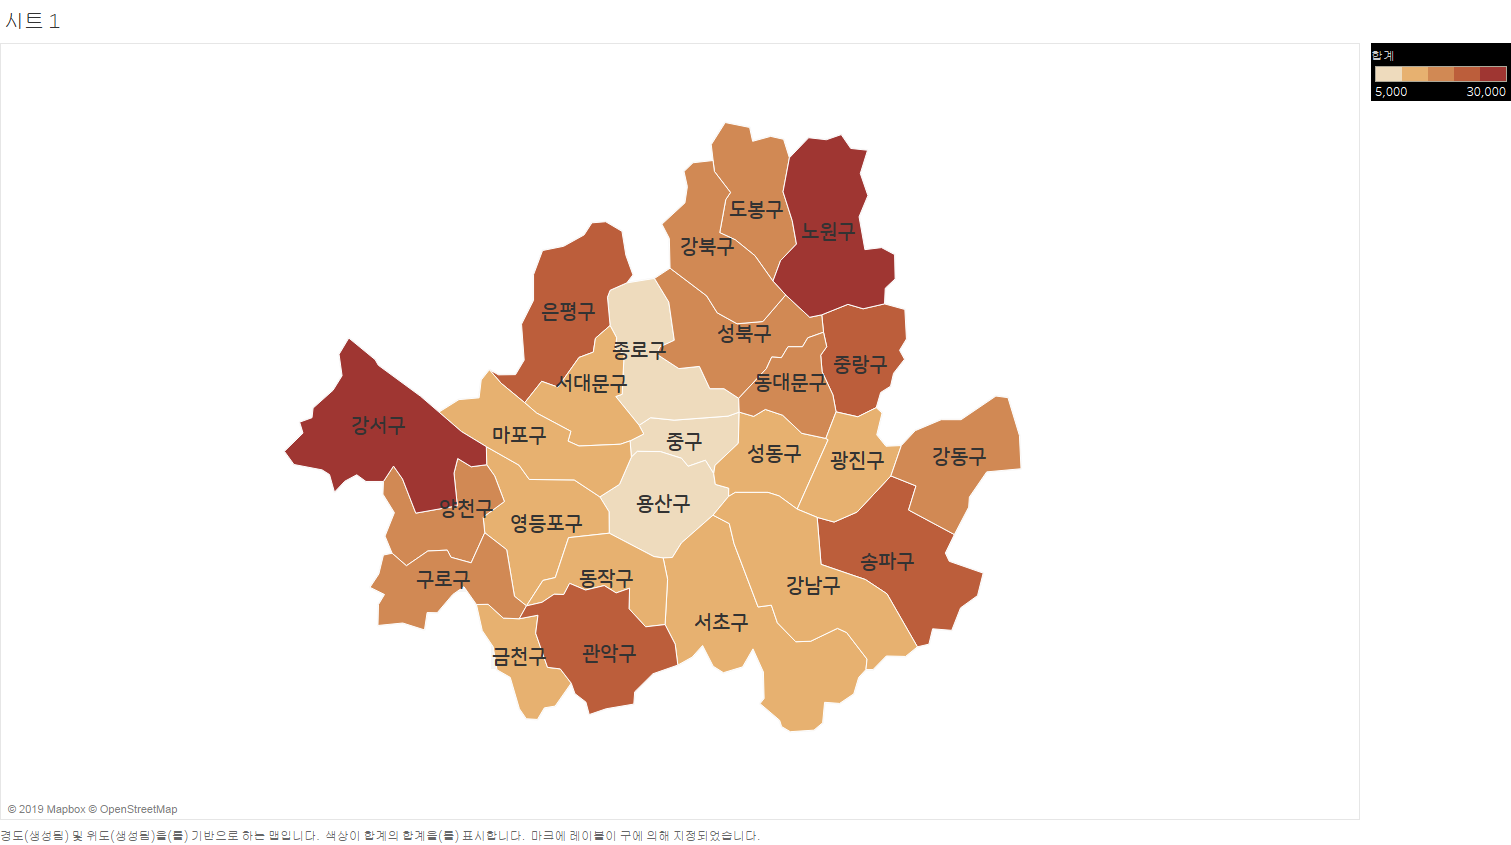 시트 1
합계
5,000 30,000
도봉구
노원구
강북구
은평구
성북구
종로구
중랑구
서대문구
동대문구
강서구
마포구
중구
성동구
광진구
강동구
용산구
양천구
영등포구
송파구
구로구
동작구
강남구
서초구
금천구
관악구
© 2019 Mapbox © OpenStreetMap
경도(생성됨) 및 위도(생성됨)을(를) 기반으로 하는 맵입니다. 색상이 합계의 합계을(를) 표시합니다. 마크에 레이블이 구에 의해 지정되었습니다.